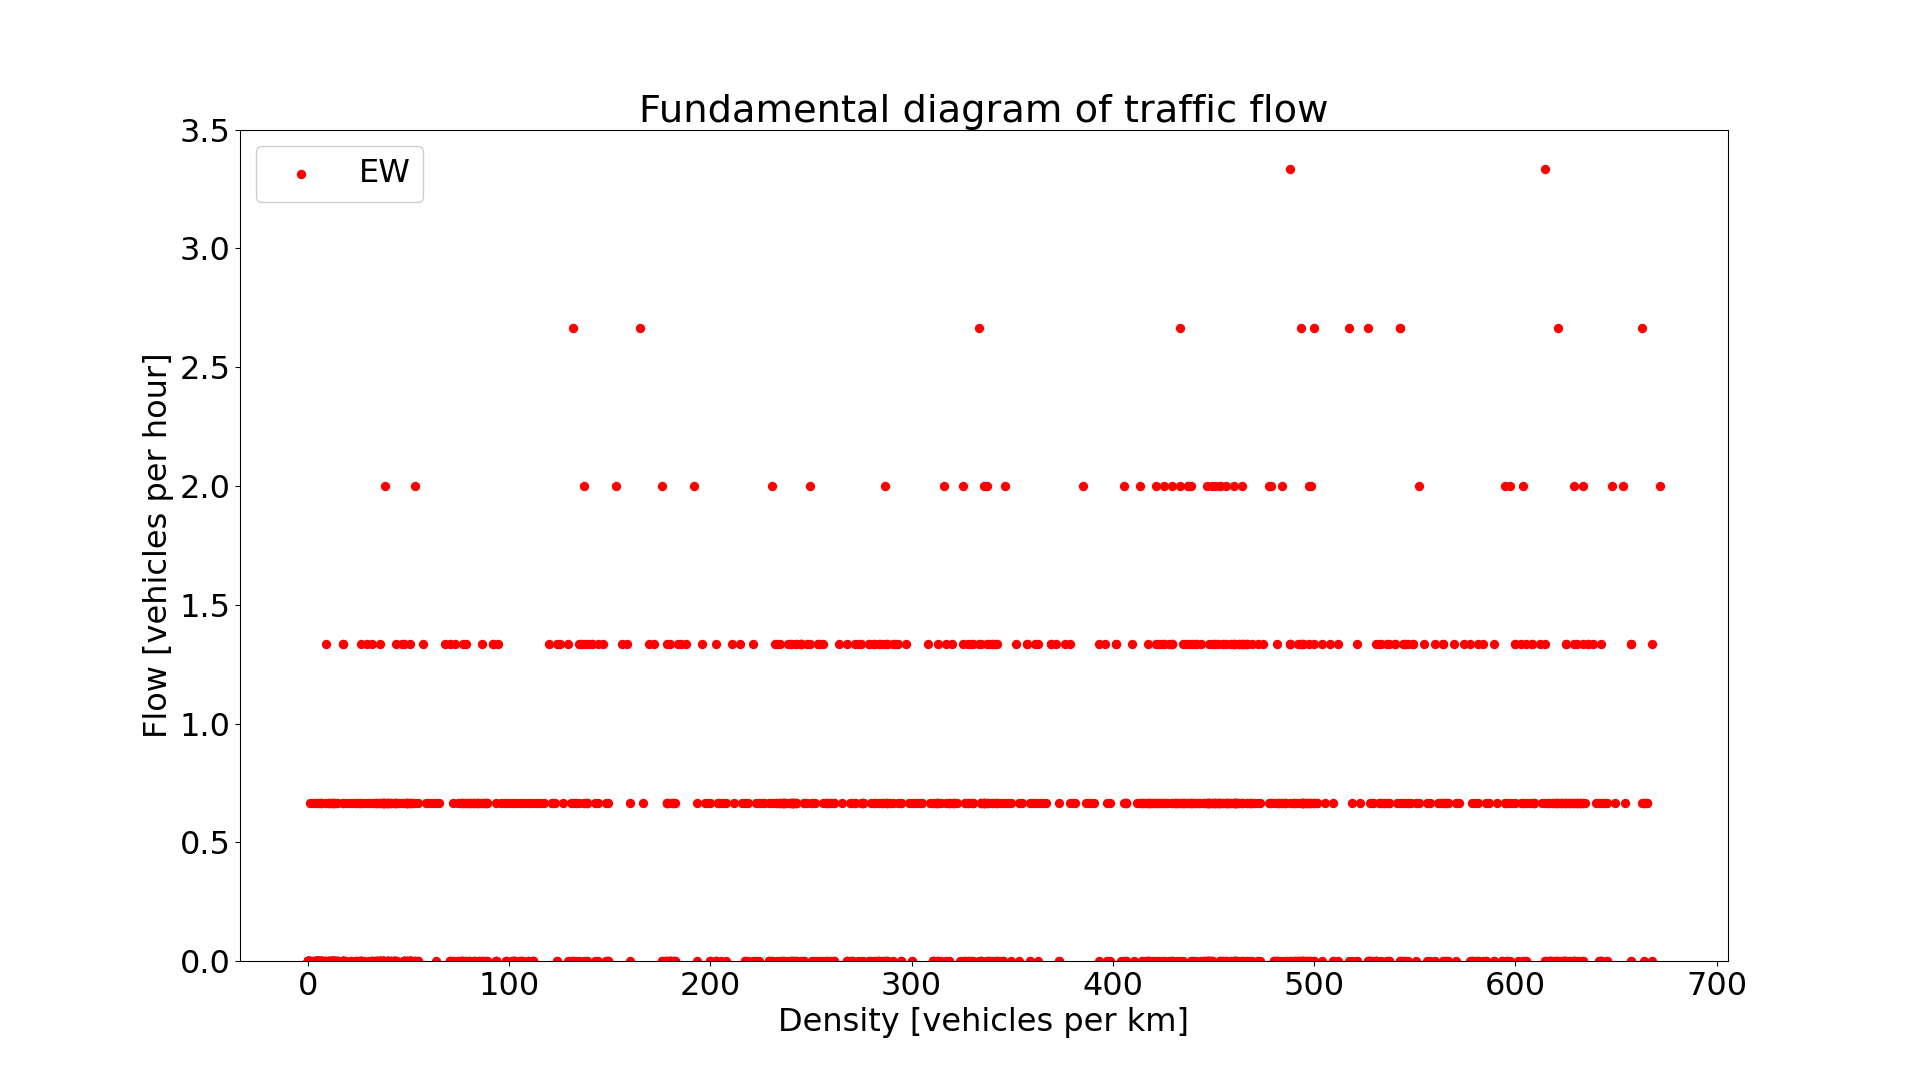 Fundamental diagram of traffic flow
EW
3.5
3.0
2.5
2.0
1.5
1.0
0.5
0.0
Flow [vehicles per hour]
0 100 200 300 400 500 600 700
Density [vehicles per km]